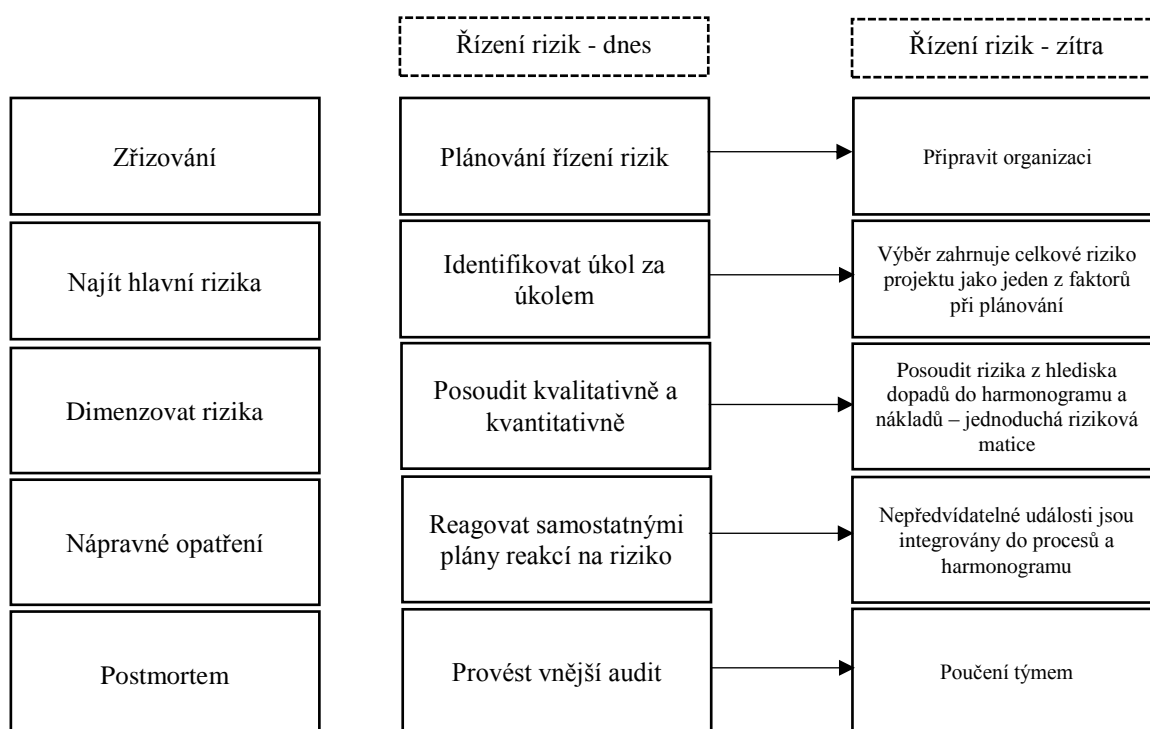 Řízení rizik - dnes
Řízení rizik - zítra
Zřizování
Plánování řízení rizik
Připravit organizaci
Najít hlavní rizika
Identifikovat úkol za
úkolem
Výběr zahrnuje celkové riziko
projektu jako jeden z faktorů
při plánování
Dimenzovat rizika
Posoudit kvalitativně a
kvantitativně
Posoudit rizika z hlediska
dopadů do harmonogramu a
nákladů – jednoduchá riziková
matice
Nápravné opatření
Reagovat samostatnými
plány reakcí na riziko
Nepředvídatelné události jsou
integrovány do procesů a
harmonogramu
Postmortem
Provést vnější audit
Poučení týmem